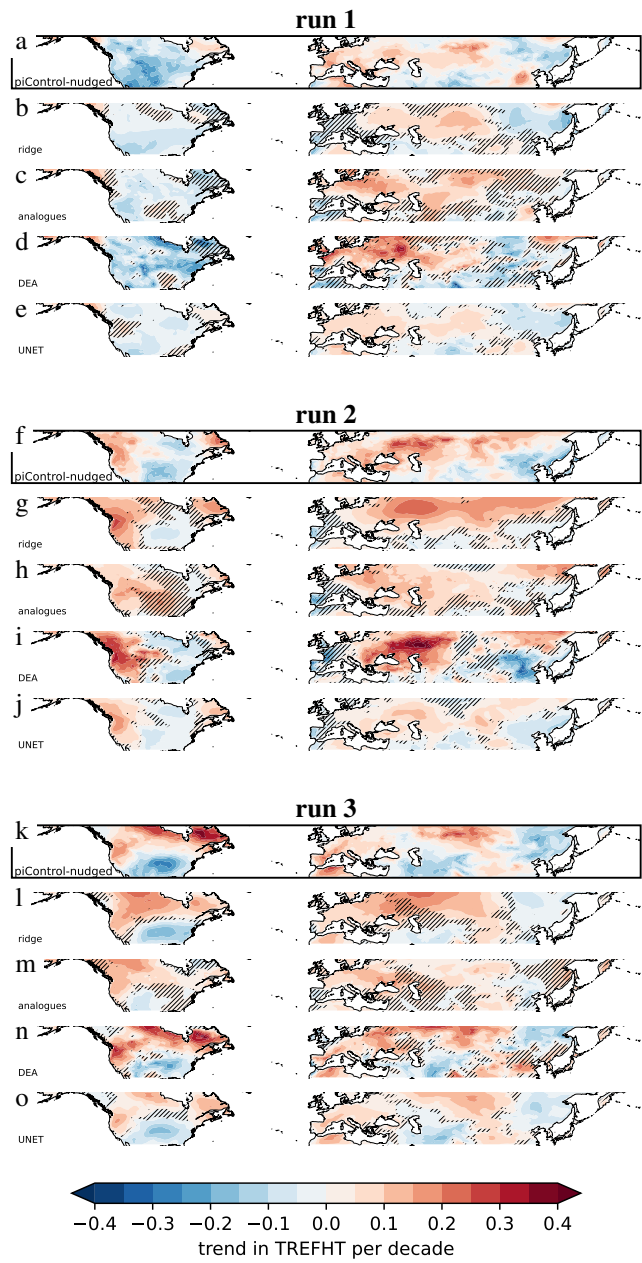 run 1
a
piControl-nudged
b
ridge
c
analogues
d
DEA
e
UNET
run 2
f
piControl-nudged
g
ridge
h
analogues
i
DEA
j
UNET
run 3
k
piControl-nudged
l
ridge
m
analogues
n
DEA
o
UNET
−0.4 −0.3 −0.2 −0.1 0.0 0.1 0.2 0.3 0.4
trend in TREFHT per decade